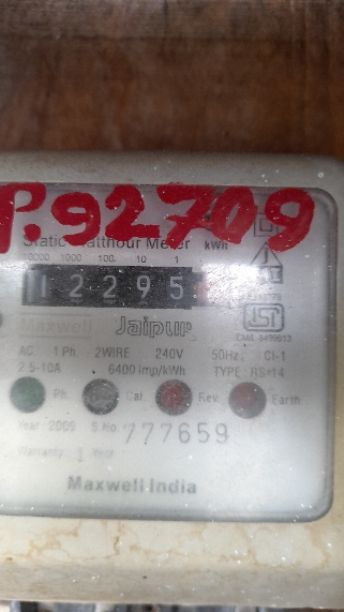 P.92709
Static Watthour Meter kWh
10000 1000 100 10 1
12295
Maxwell Jaipur
AC 1 Ph. 2WIRE 240V 50Hz. Cl-1
2.5-10A 6400 imp/kWh TYPE: RS-14
Ph. Cal. Rev. Earth
Year 2009 S.No. 777659
Warranty 1 Year
Maxwell India